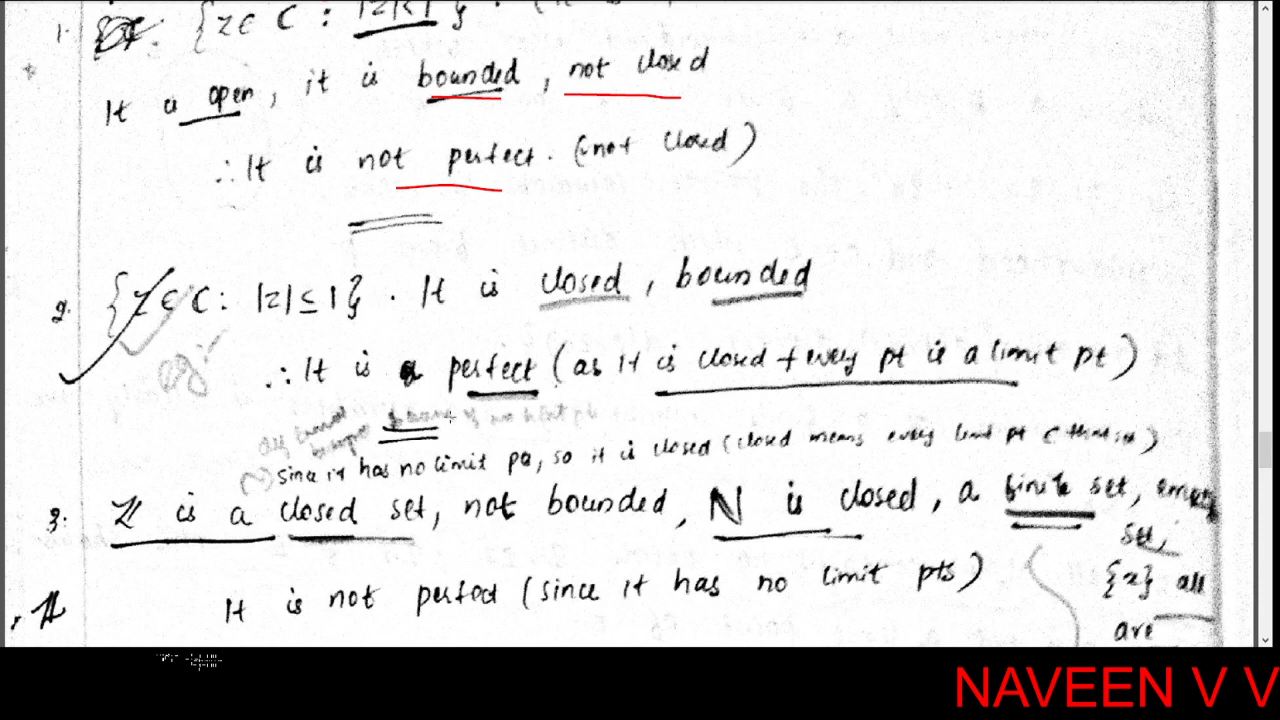 1. {z ∈ C : |z|<1}
It is open, it is bounded, not closed
∴ It is not perfect. (not closed)
2. {z ∈ C : |z| ≤ 1}. It is closed, bounded
Eg:-
∴ It is a perfect (as it is closed + every pt is a limit pt)
since it has no limit pts, so it is closed (closed means every limit pt
3. Z is a closed set, not bounded, N is closed, a finite set, empty
set,
{x} all
are
It is not perfect (since it has no limit pts)
NAVEEN V V